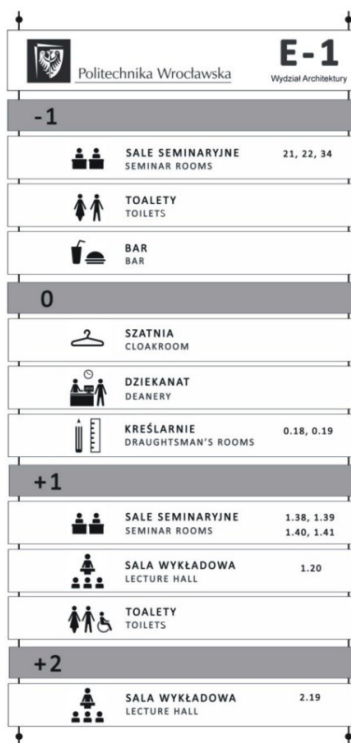 Politechnika Wrocławska
E-1
Wydział Architektury
-1
SALE SEMINARYJNE 21, 22, 34
SEMINAR ROOMS
TOALETY
TOILETS
BAR
BAR
0
SZATNIA
CLOAKROOM
DZIEKANAT
DEANERY
KREŚLARNIE 0.18, 0.19
DRAUGHTSMAN'S ROOMS
+1
SALE SEMINARYJNE 1.38, 1.39
SEMINAR ROOMS 1.40, 1.41
SALA WYKŁADOWA 1.20
LECTURE HALL
TOALETY
TOILETS
+2
SALA WYKŁADOWA 2.19
LECTURE HALL